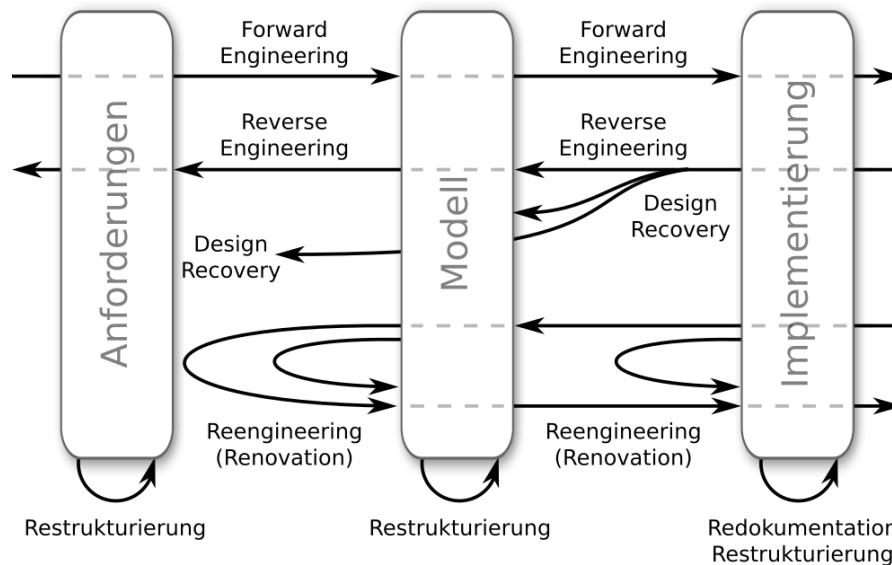 Forward
Engineering
Forward
Engineering
Reverse
Engineering
Reverse
Engineering
Anforderungen
Modell
Implementierung
Design
Recovery
Design
Recovery
Reengineering
(Renovation)
Reengineering
(Renovation)
Restrukturierung
Restrukturierung
Redokumentation
Restrukturierung